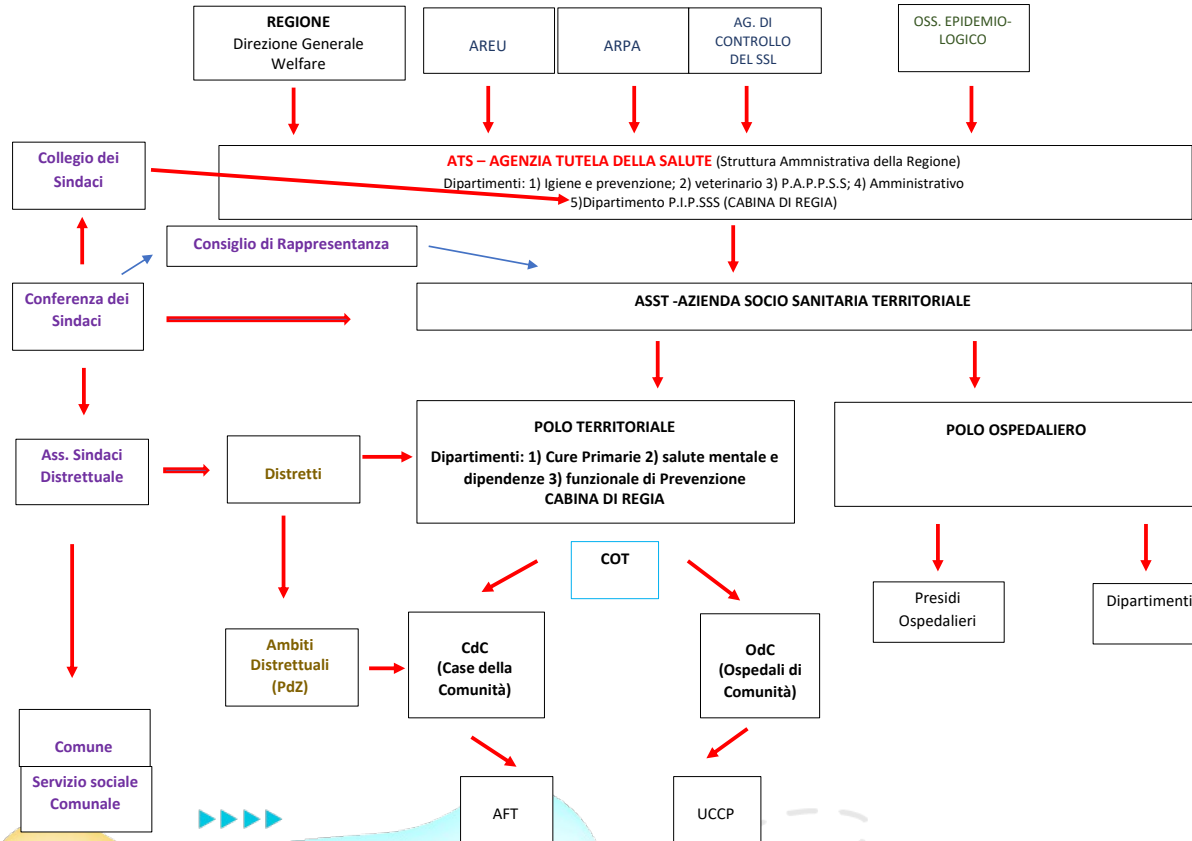 REGIONE
Direzione Generale
Welfare
AREU
ARPA
AG. DI
CONTROLLO
DEL SSL
OSS. EPIDEMIO-
LOGICO
Collegio dei
Sindaci
ATS – AGENZIA TUTELA DELLA SALUTE (Struttura Ammnistrativa della Regione)
Dipartimenti: 1) Igiene e prevenzione; 2) veterinario 3) P.A.P.P.S.S; 4) Amministrativo
5)Dipartimento P.I.P.SSS (CABINA DI REGIA)
Consiglio di Rappresentanza
Conferenza dei
Sindaci
ASST -AZIENDA SOCIO SANITARIA TERRITORIALE
Ass. Sindaci
Distrettuale
Distretti
POLO TERRITORIALE
Dipartimenti: 1) Cure Primarie 2) salute mentale e
dipendenze 3) funzionale di Prevenzione
CABINA DI REGIA
POLO OSPEDALIERO
COT
Presidi
Ospedalieri
Dipartimenti
Ambiti
Distrettuali
(PdZ)
CdC
(Case della
Comunità)
OdC
(Ospedali di
Comunità)
Comune
Servizio sociale
Comunale
AFT
UCCP